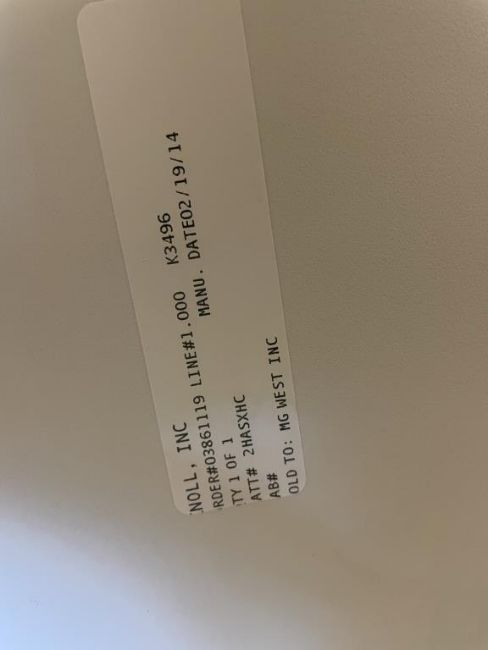 NOLL, INC
RDER#03861119 LINE#1.000 K3496
MANU. DATE02/19/14
TY 1 OF 1
ATT# 2HASXHC
AB#
OLD TO: MG WEST INC